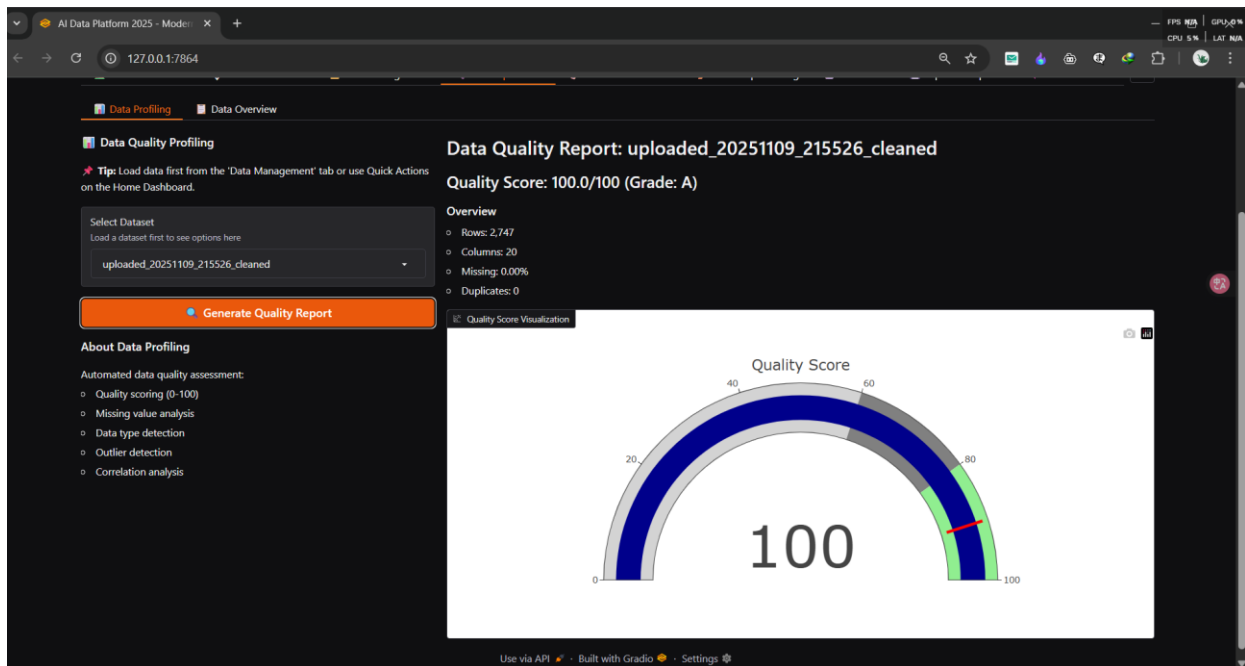 AI Data Platform 2025 - Moder
FPS N/A GPU 0%
CPU 5% LAT N/A
127.0.0.1:7864
Data Profiling Data Overview
Data Quality Profiling
Tip: Load data first from the 'Data Management' tab or use Quick Actions
on the Home Dashboard.
Select Dataset
Load a dataset first to see options here
uploaded_20251109_215526_cleaned
Generate Quality Report
About Data Profiling
Automated data quality assessment:
Quality scoring (0-100)
Missing value analysis
Data type detection
Outlier detection
Correlation analysis
Data Quality Report: uploaded_20251109_215526_cleaned
Quality Score: 100.0/100 (Grade: A)
Overview
Rows: 2,747
Columns: 20
Missing: 0.00%
Duplicates: 0
Quality Score Visualization
Quality Score
0
20
40
60
80
100
100
Use via API · Built with Gradio · Settings